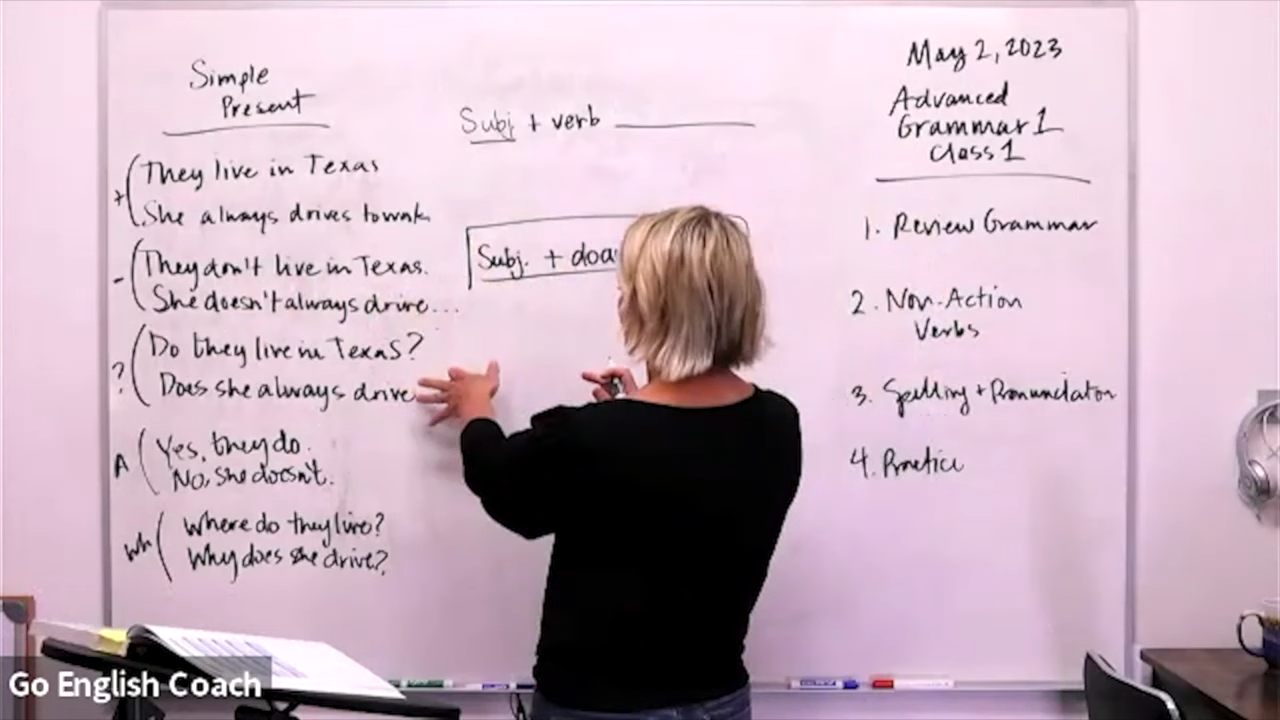 Simple
Present
+ They live in Texas
She always drives to work
- They don't live in Texas.
She doesn't always drive...
? Do they live in Texas?
Does she always drive
A Yes, they do.
No, she doesn't.
Wh Where do they live?
Why does she drive?
Subj + verb
Subj. +
May 2, 2023
Advanced
Grammar 1
Class 1
1. Review Grammar
2. Non-Action
Verbs
3. Spelling + Pronunciation
4. Practice
Go English Coach